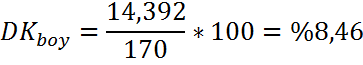 DK_boy = 14,392/170 * 100 = %8,46